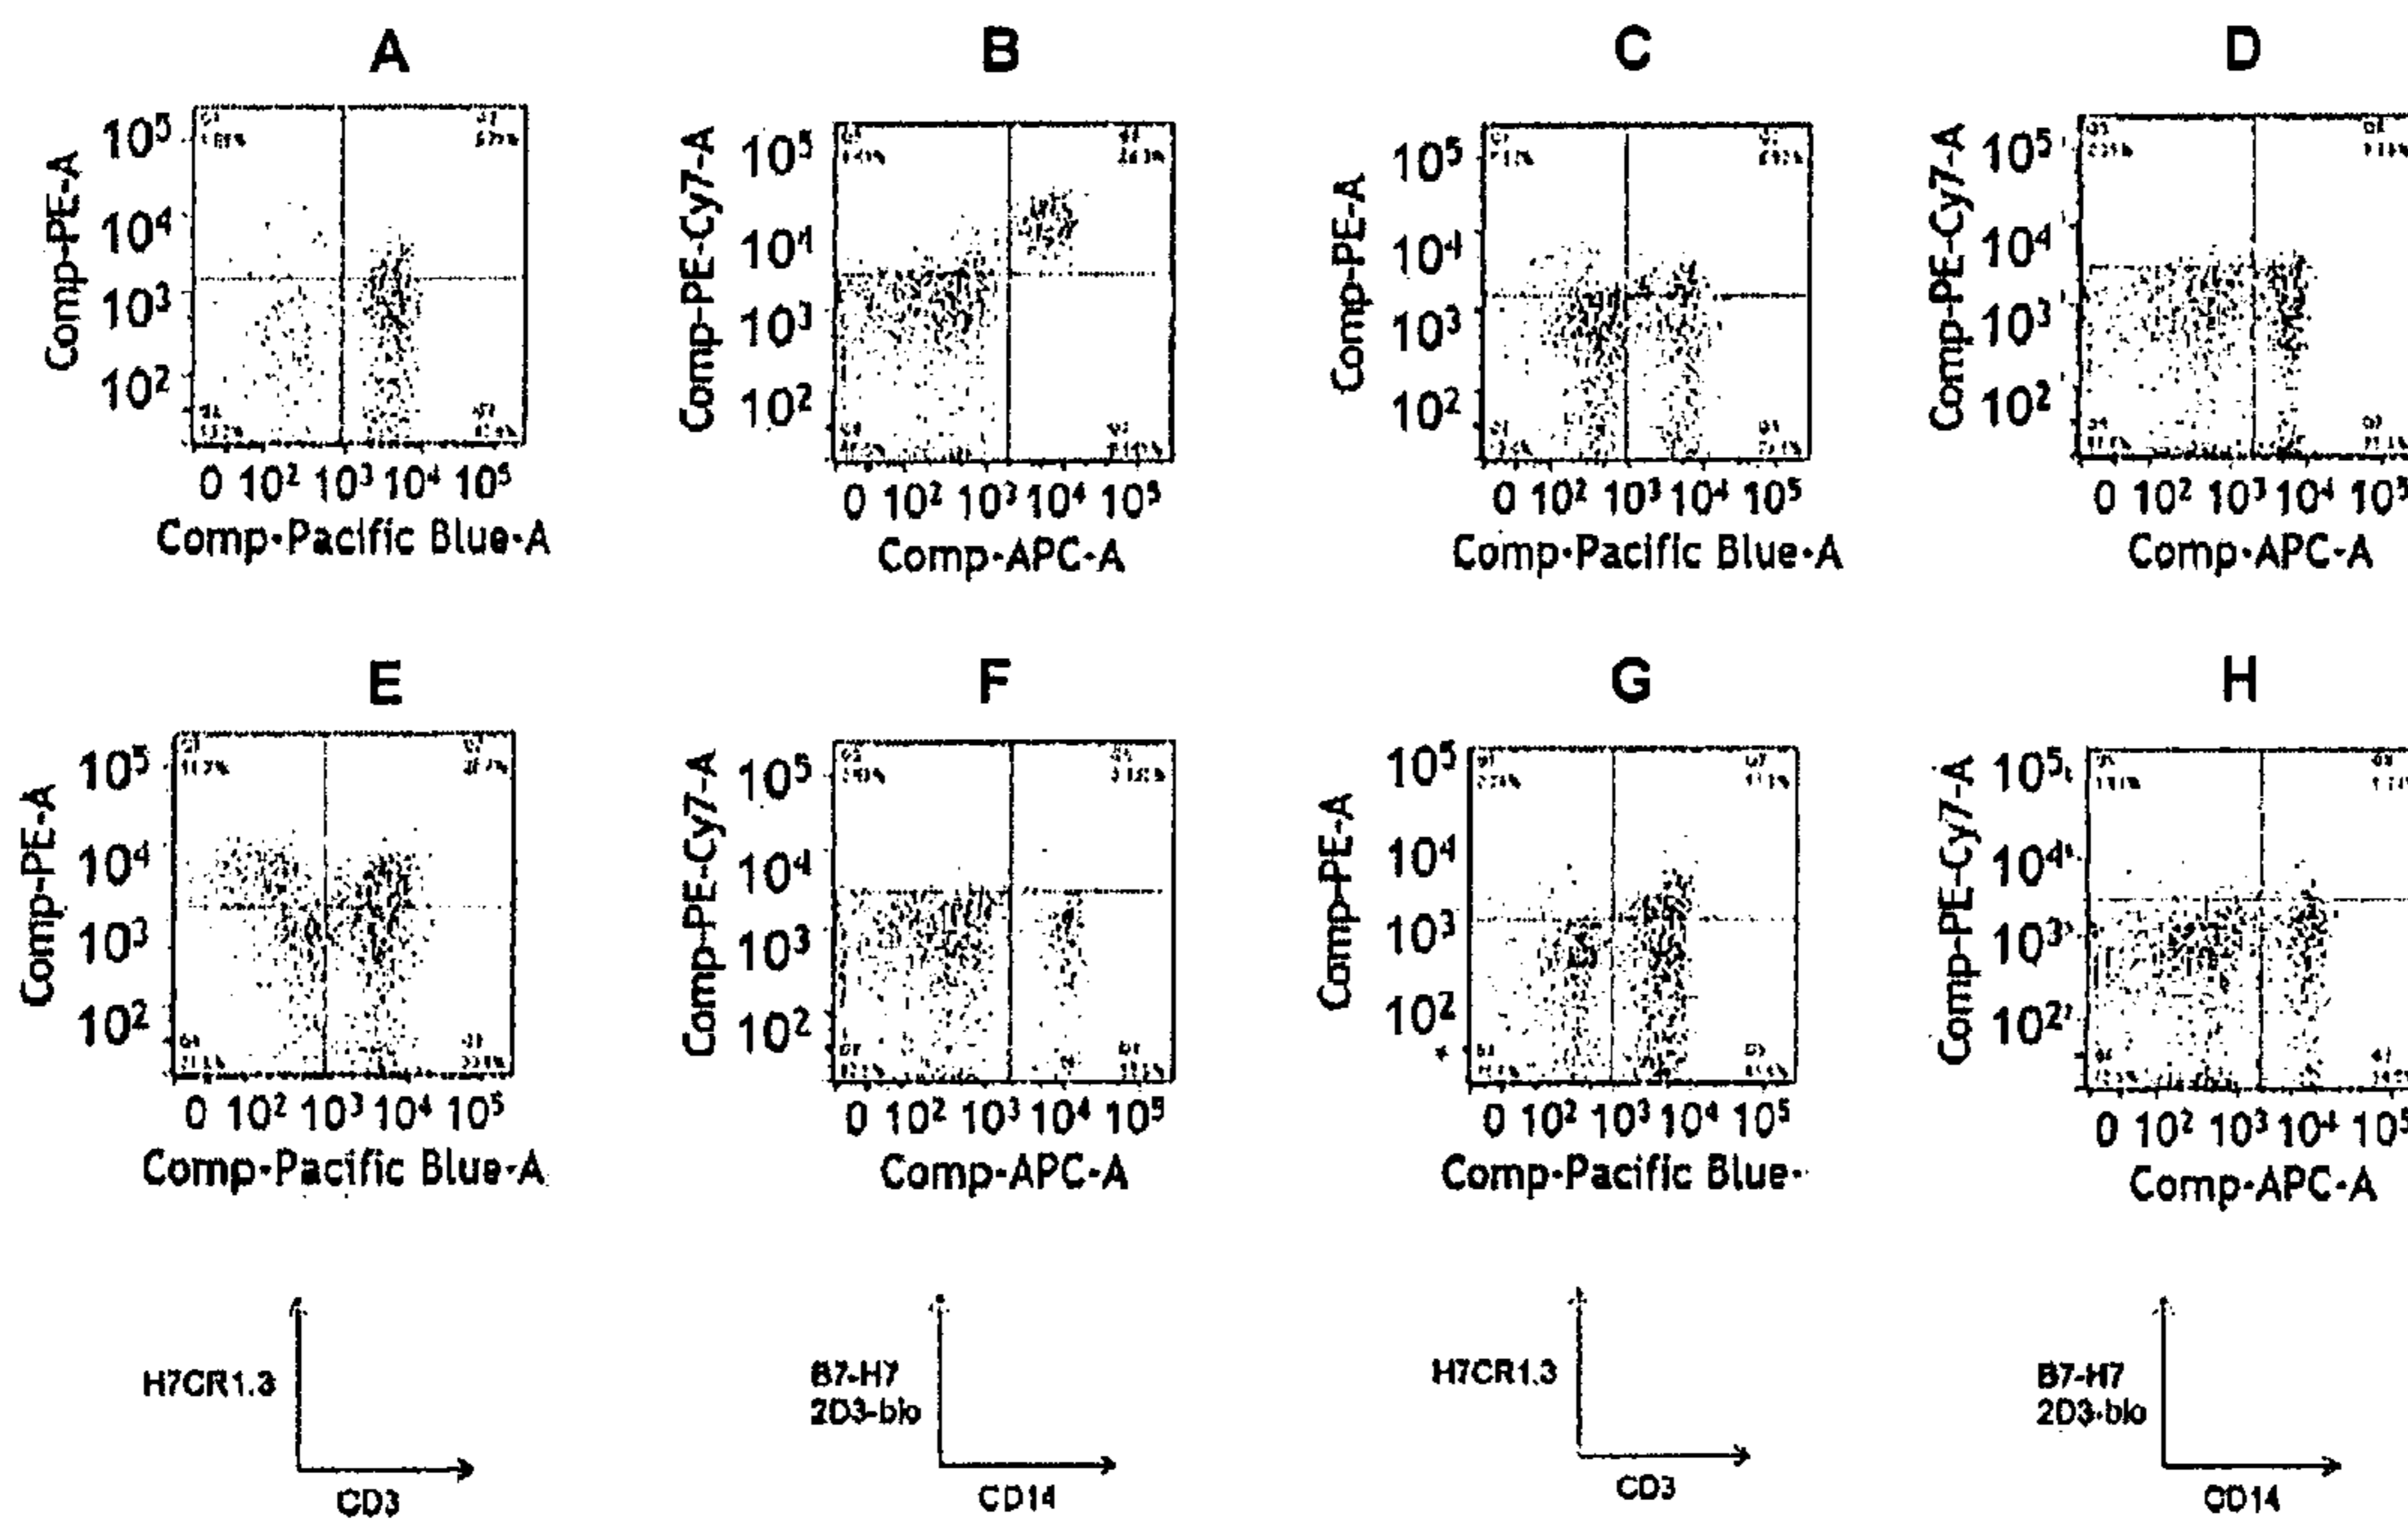 A
B
C
D
Comp-PE-A
10⁵
10⁴
10³
10²
0 10² 10³ 10⁴ 10⁵
Comp-Pacific Blue-A
Comp-PE-Cy7-A
10⁵
10⁴
10³
10²
0 10² 10³ 10⁴ 10⁵
Comp-APC-A
Comp-PE-A
10⁵
10⁴
10³
10²
0 10² 10³ 10⁴ 10⁵
Comp-Pacific Blue-A
Comp-PE-Cy7-A
10⁵
10⁴
10³
10²
0 10² 10³ 10⁴ 10⁵
Comp-APC-A
E
F
G
H
Comp-PE-A
10⁵
10⁴
10³
10²
0 10² 10³ 10⁴ 10⁵
Comp-Pacific Blue-A
Comp-PE-Cy7-A
10⁵
10⁴
10³
10²
0 10² 10³ 10⁴ 10⁵
Comp-APC-A
Comp-PE-A
10⁵
10⁴
10³
10²
0 10² 10³ 10⁴ 10⁵
Comp-Pacific Blue-
Comp-PE-Cy7-A
10⁵
10⁴
10³
10²
0 10² 10³ 10⁴ 10⁵
Comp-APC-A
H7CR1.3
CD3
B7-H7
2D3-bio
CD14
H7CR1.3
CD3
B7-H7
2D3-bio
CD14